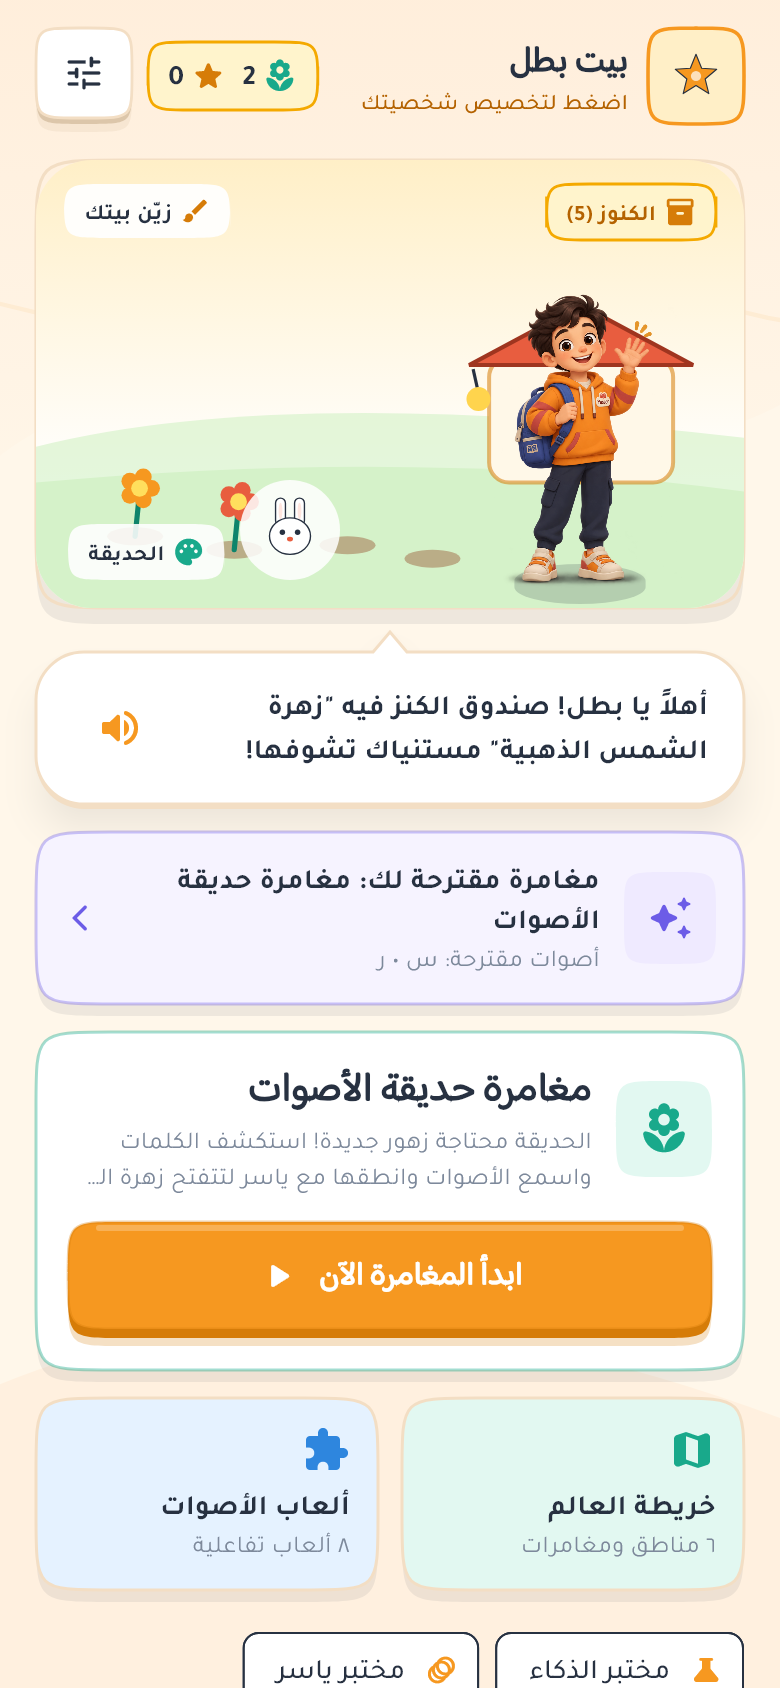 بيت بطل
اضغط لتخصيص شخصيتك
2 0
الكنوز (5)
زيّن بيتك
الحديقة
أهلاً يا بطل! صندوق الكنز فيه "زهرة
الشمس الذهبية" مستنياك تشوفها!
مغامرة مقترحة لك: مغامرة حديقة
الأصوات
أصوات مقترحة: س • ر
مغامرة حديقة الأصوات
الحديقة محتاجة زهور جديدة! استكشف الكلمات
واسمع الأصوات وانطقها مع ياسر لتتفتح زهرة الـ...
ابدأ المغامرة الآن
خريطة العالم
٦ مناطق ومغامرات
ألعاب الأصوات
٨ ألعاب تفاعلية
مختبر الذكاء
مختبر ياسر